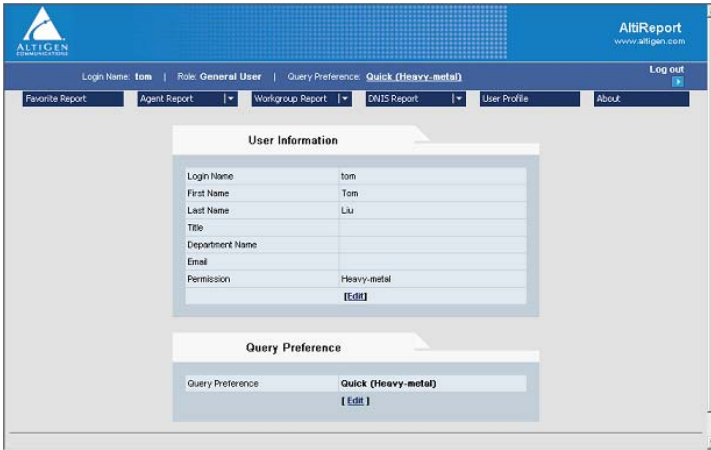 AltiReport
www.altigen.com
ALTIGEN
COMMUNICATIONS
Login Name: tom | Role: General User | Query Preference: Quick (Heavy-metal)
Log out
Favorite Report Agent Report Workgroup Report DNIS Report User Profile About
User Information
Login Name tom
First Name Tom
Last Name Liu
Title
Department Name
Email
Permission Heavy-metal
[Edit]
Query Preference
Query Preference Quick (Heavy-metal)
[ Edit ]